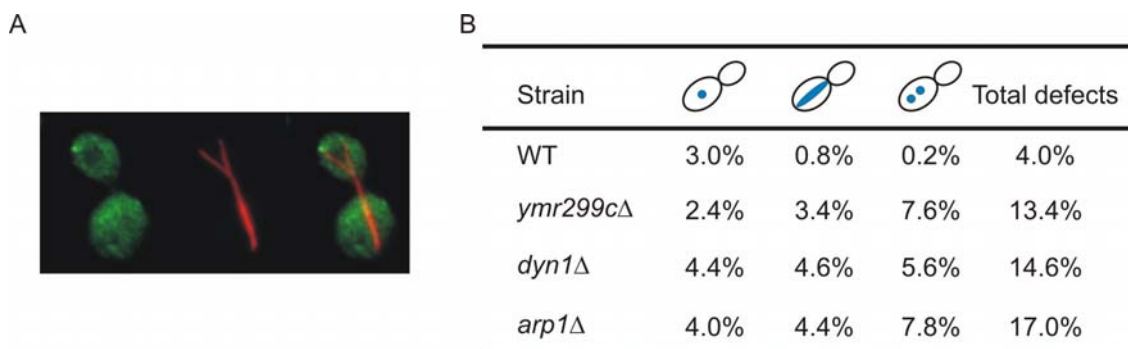 A
B
Strain Total defects
WT 3.0% 0.8% 0.2% 4.0%
ymr299cΔ 2.4% 3.4% 7.6% 13.4%
dyn1Δ 4.4% 4.6% 5.6% 14.6%
arp1Δ 4.0% 4.4% 7.8% 17.0%